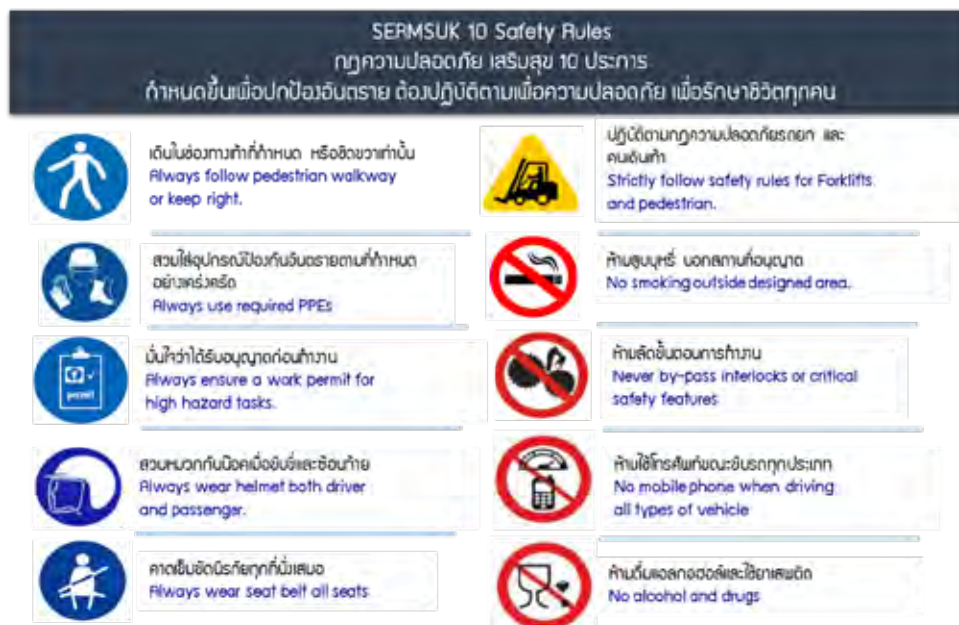 SERMSUK 10 Safety Rules
กฎความปลอดภัย เสริมสุข 10 ประการ
กำหนดขึ้นเพื่อปกป้องอันตราย ต้องปฏิบัติตามเพื่อความปลอดภัย เพื่อรักษาชีวิตทุกคน
เดินในช่องทางเท้าที่กำหนด หรือชิดขวาเท่านั้น
Always follow pedestrian walkway
or keep right.
สวมใส่อุปกรณ์ป้องกันอันตรายตามที่กำหนด
อย่างเคร่งครัด
Always use required PPEs
มั่นใจว่าได้รับอนุญาตก่อนทำงาน
Always ensure a work permit for
high hazard tasks.
permit
สวมหมวกกันน๊อคเมื่อขับขี่และซ้อนท้าย
Always wear helmet both driver
and passenger.
คาดเข็มขัดนิรภัยทุกที่นั่งเสมอ
Always wear seat belt all seats
ปฏิบัติตามกฎความปลอดภัยรถยก และ
คนเดินเท้า
Strictly follow safety rules for Forklifts
and pedestrian.
ห้ามสูบบุหรี่ นอกสถานที่อนุญาต
No smoking outside designed area.
ห้ามลัดขั้นตอนการทำงาน
Never by-pass interlocks or critical
safety features
ห้ามใช้โทรศัพท์ขณะขับรถทุกประเภท
No mobile phone when driving
all types of vehicle
ห้ามดื่มแอลกอฮอล์และใช้ยาเสพติด
No alcohol and drugs